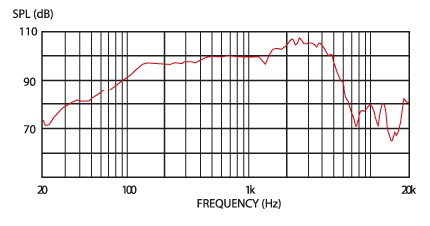 SPL (dB)
110
90
70
20 100 1k 20k
FREQUENCY (Hz)